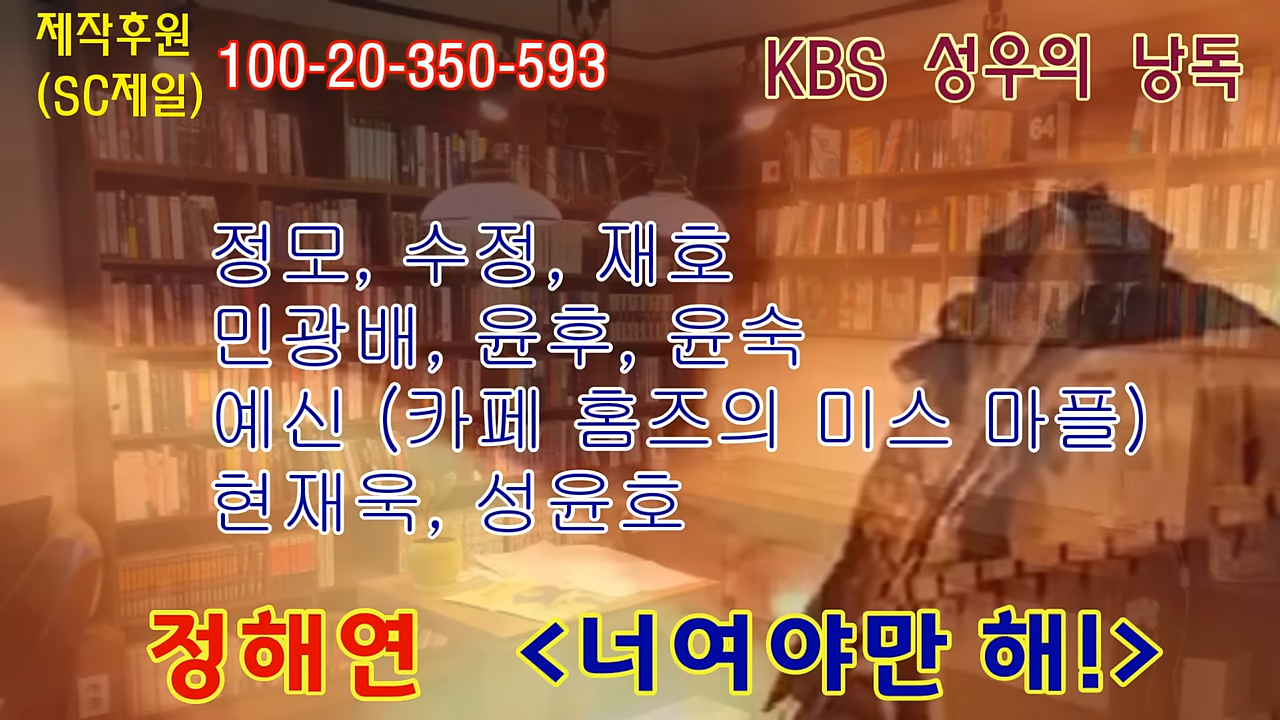 제작후원
(SC제일)
100-20-350-593
KBS 성우의 낭독
64
정모, 수정, 재호
민광배, 윤후, 윤숙
예신 (카페 홈즈의 미스 마플)
현재욱, 성윤호
정해연 <너여야만 해!>